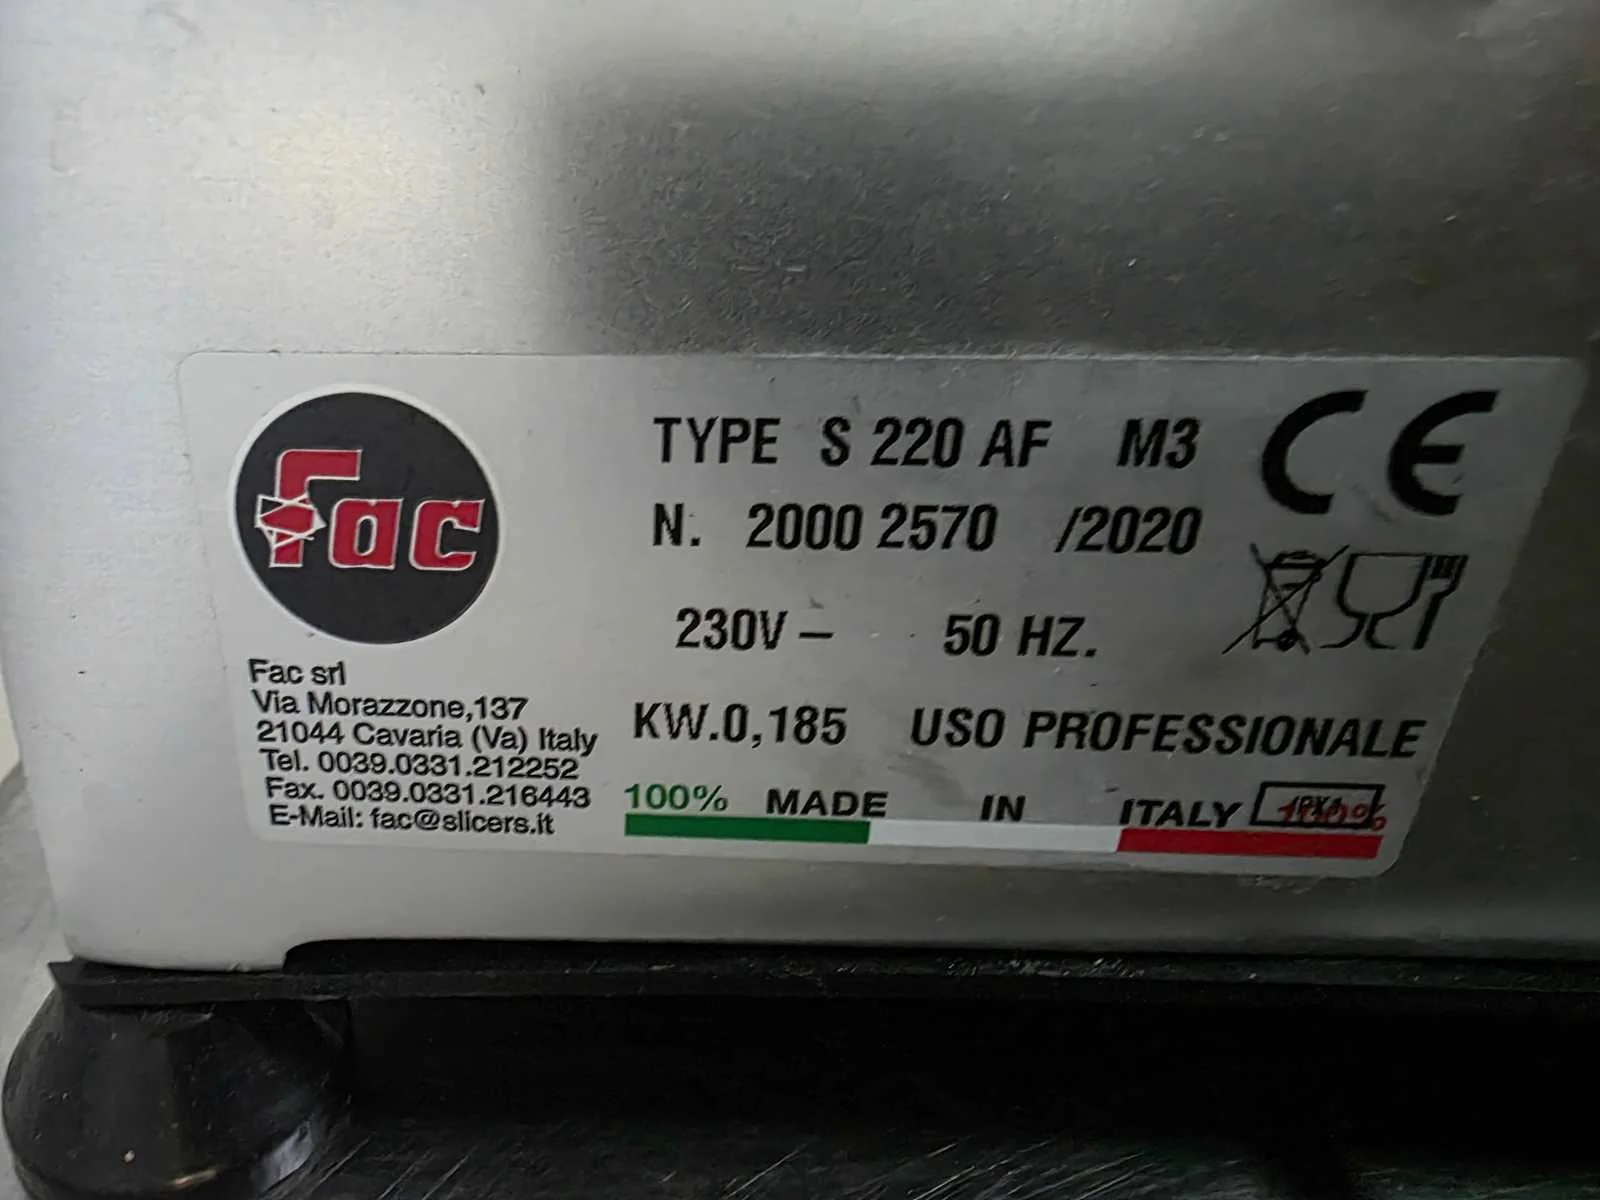 Fac
TYPE S 220 AF M3
CE
N. 2000 2570 /2020
230V – 50 HZ.
KW.0,185 USO PROFESSIONALE
Fac srl
Via Morazzone,137
21044 Cavaria (Va) Italy
Tel. 0039.0331.212252
Fax. 0039.0331.216443
E-Mail: fac@slicers.it
100% MADE IN ITALY 100%